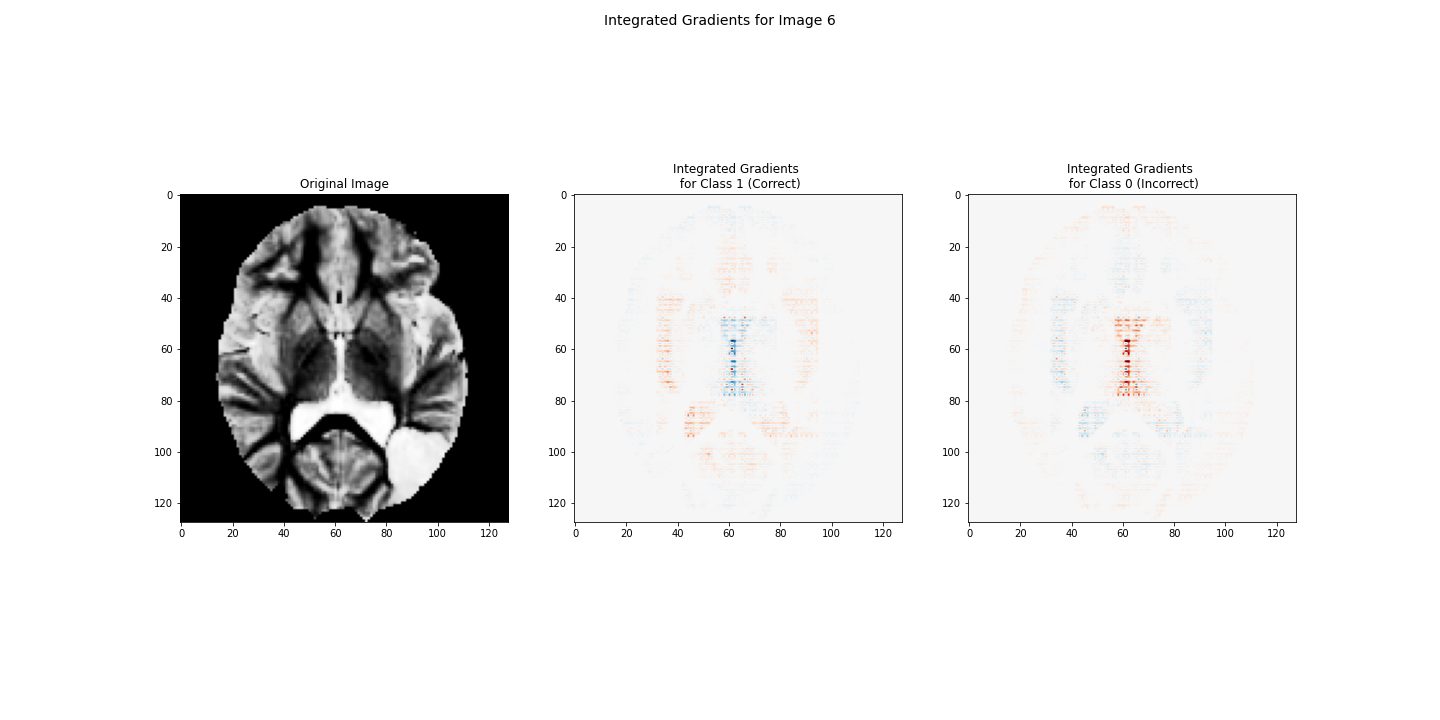 Integrated Gradients for Image 6
Original Image
0
20
40
60
80
100
120
0 20 40 60 80 100 120
Integrated Gradients
for Class 1 (Correct)
0
20
40
60
80
100
120
0 20 40 60 80 100 120
Integrated Gradients
for Class 0 (Incorrect)
0
20
40
60
80
100
120
0 20 40 60 80 100 120